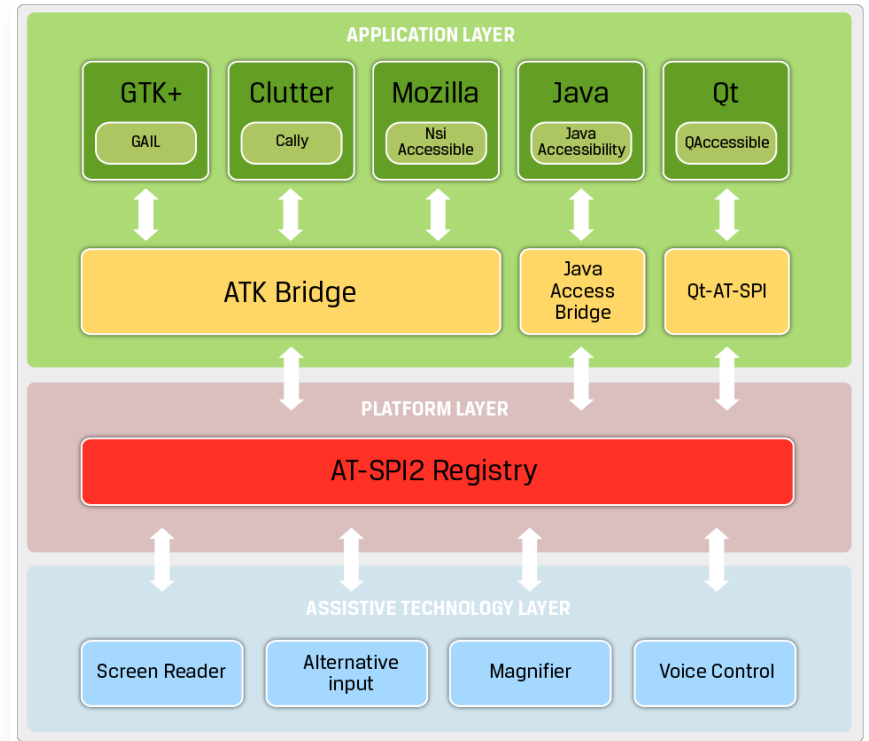 APPLICATION LAYER
GTK+
Clutter
Mozilla
Java
Qt
GAIL
Cally
Nsi
Accessible
Java
Accessibility
QAccessible
ATK Bridge
Java
Access
Bridge
Qt-AT-SPI
PLATFORM LAYER
AT-SPI2 Registry
ASSISTIVE TECHNOLOGY LAYER
Screen Reader
Alternative
input
Magnifier
Voice Control